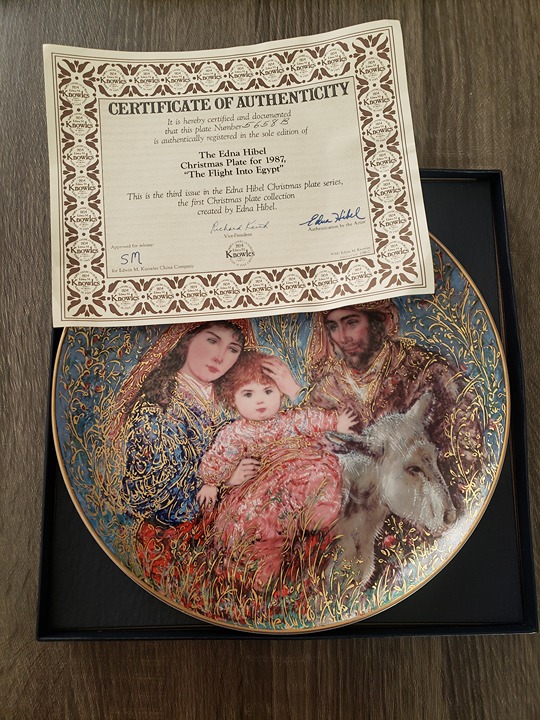 CERTIFICATE OF AUTHENTICITY
It is hereby certified and documented
that this plate Number 5658B
is authentically registered in the sole edition of
The Edna Hibel
Christmas Plate for 1987,
"The Flight Into Egypt"
This is the third issue in the Edna Hibel Christmas plate series,
the first Christmas plate collection
created by Edna Hibel.
Vice-President
Edna Hibel
Authentication by the Artist
Approved for release:
SM
for Edwin M. Knowles China Company
Knowles